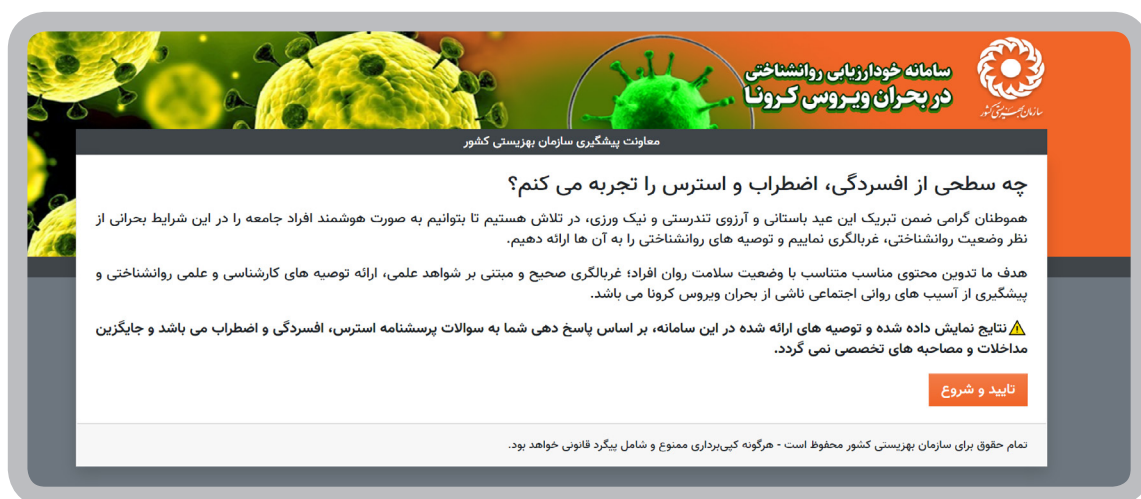 سامانه خودارزیابی روانشناختی
در بحران ویروس کرونا
سازمان بهزیستی کشور
معاونت پیشگیری سازمان بهزیستی کشور
چه سطحی از افسردگی، اضطراب و استرس را تجربه می کنم؟
هموطنان گرامی ضمن تبریک این عید باستانی و آرزوی تندرستی و نیک ورزی، در تلاش هستیم تا بتوانیم به صورت هوشمند افراد جامعه را در این شرایط بحرانی از
نظر وضعیت روانشناختی، غربالگری نماییم و توصیه های روانشناختی را به آن ها ارائه دهیم.
هدف ما تدوین محتوی مناسب متناسب با وضعیت سلامت روان افراد؛ غربالگری صحیح و مبتنی بر شواهد علمی، ارائه توصیه های کارشناسی و علمی روانشناختی و
پیشگیری از آسیب های روانی اجتماعی ناشی از بحران ویروس کرونا می باشد.
نتایج نمایش داده شده و توصیه های ارائه شده در این سامانه، بر اساس پاسخ دهی شما به سوالات پرسشنامه استرس، افسردگی و اضطراب می باشد و جایگزین
مداخلات و مصاحبه های تخصصی نمی گردد.
تایید و شروع
تمام حقوق برای سازمان بهزیستی کشور محفوظ است - هرگونه کپی‌برداری ممنوع و شامل پیگرد قانونی خواهد بود.